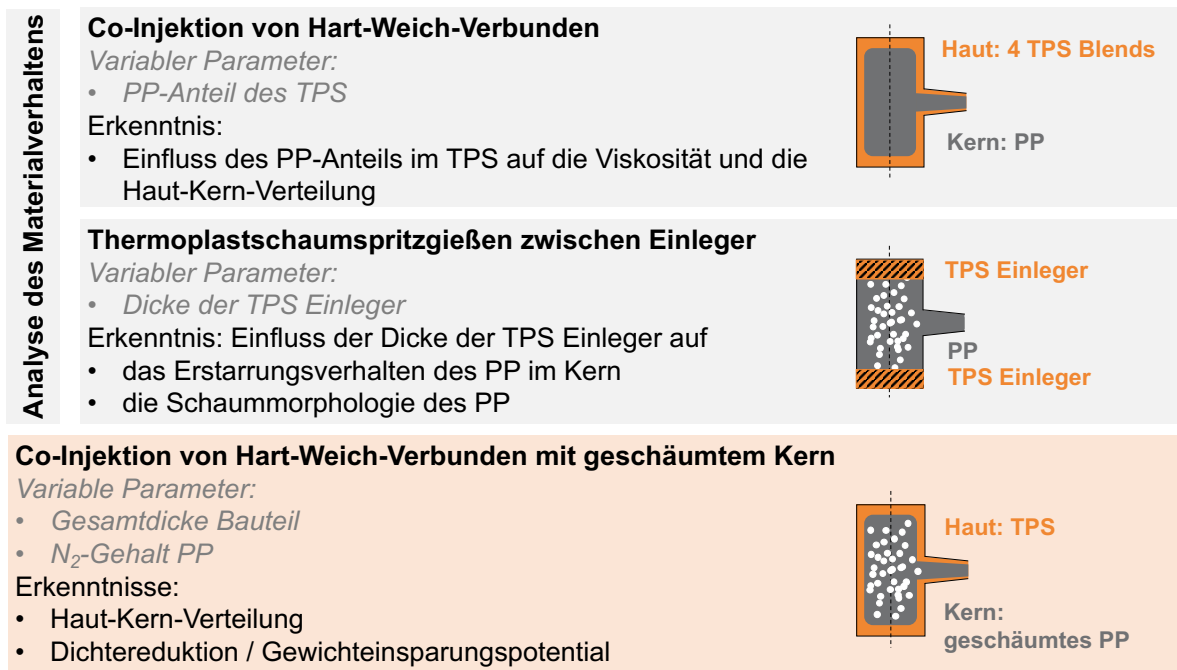 Analyse des Materialverhaltens
Co-Injektion von Hart-Weich-Verbunden
Variabler Parameter:
• PP-Anteil des TPS
Erkenntnis:
• Einfluss des PP-Anteils im TPS auf die Viskosität und die
Haut-Kern-Verteilung
Haut: 4 TPS Blends
Kern: PP
Thermoplastschaumspritzgießen zwischen Einleger
Variabler Parameter:
• Dicke der TPS Einleger
Erkenntnis: Einfluss der Dicke der TPS Einleger auf
• das Erstarrungsverhalten des PP im Kern
• die Schaummorphologie des PP
TPS Einleger
PP
TPS Einleger
Co-Injektion von Hart-Weich-Verbunden mit geschäumtem Kern
Variable Parameter:
• Gesamtdicke Bauteil
• N₂-Gehalt PP
Erkenntnisse:
• Haut-Kern-Verteilung
• Dichtereduktion / Gewichteinsparungspotential
Haut: TPS
Kern:
geschäumtes PP